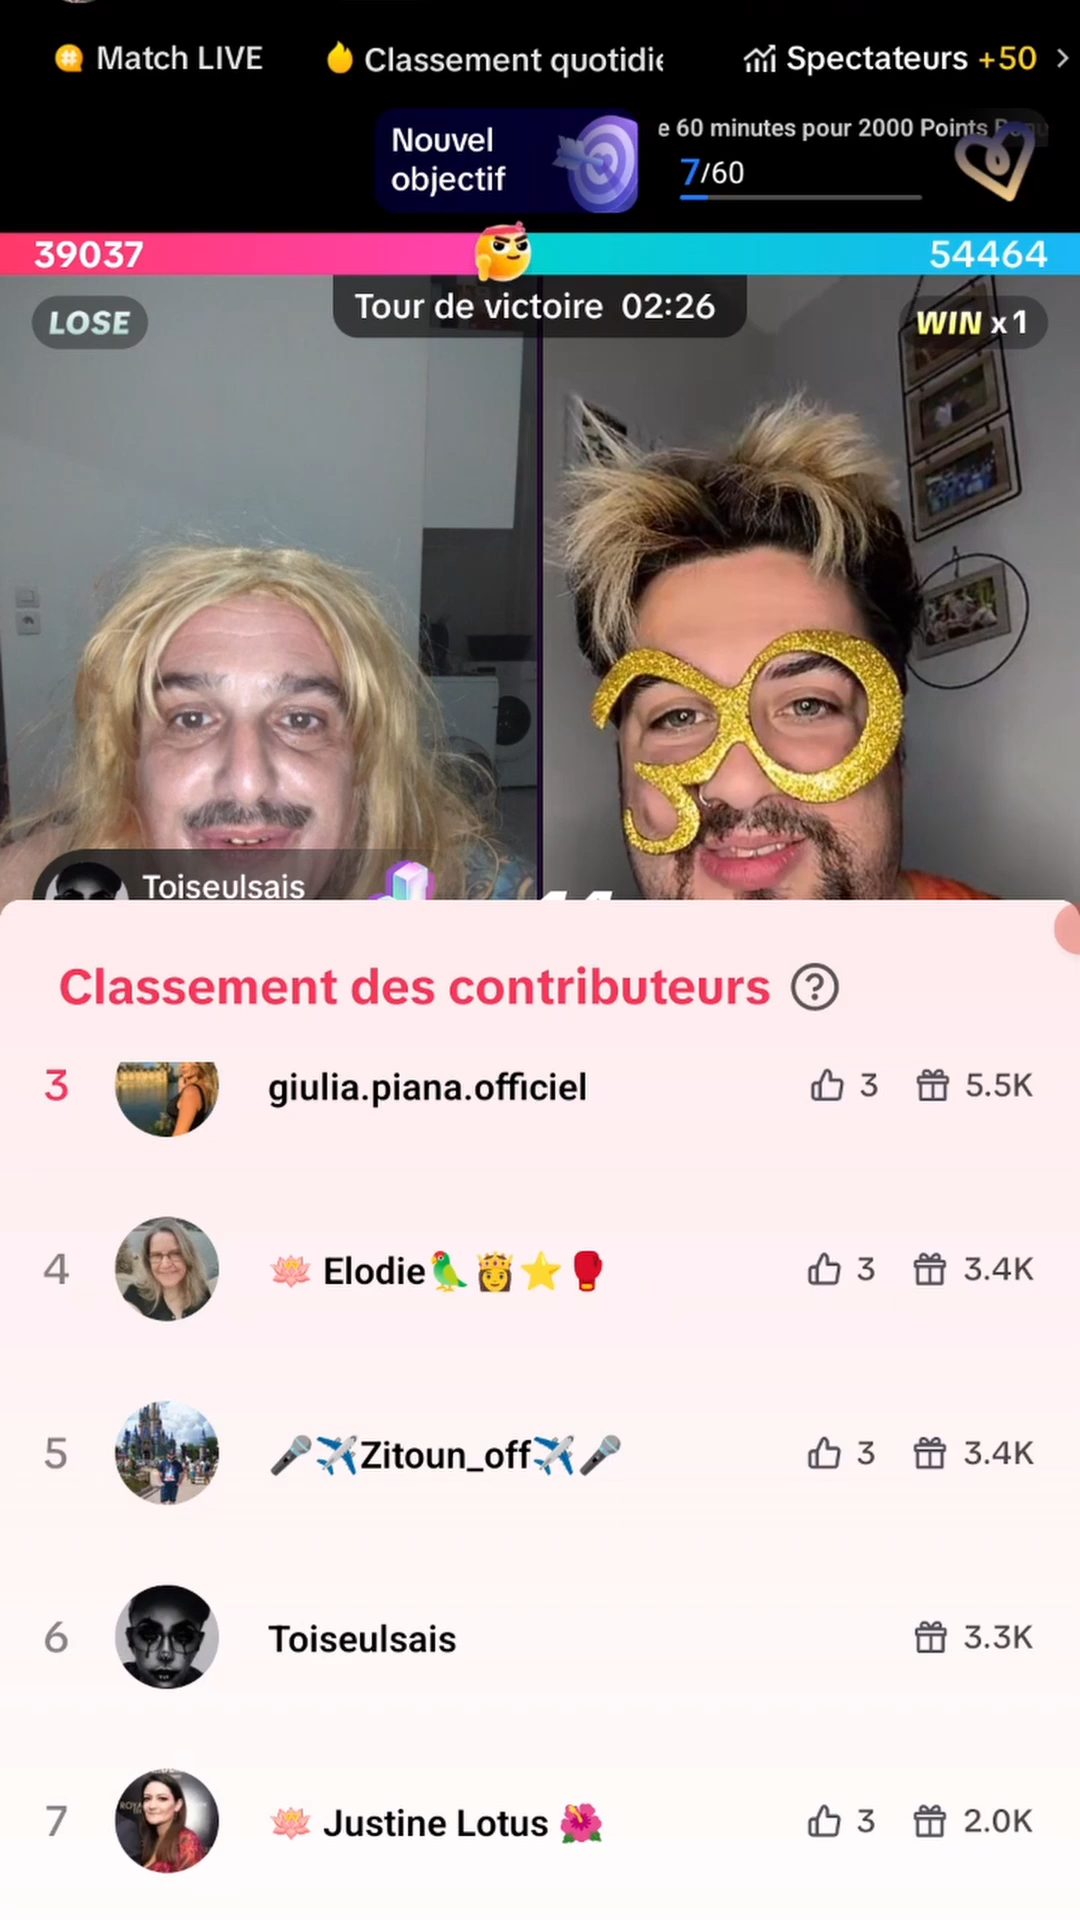 Match LIVE
Classement quotidie
Spectateurs +50
Nouvel
objectif
e 60 minutes pour 2000 Points
7/60
39037
54464
Tour de victoire 02:26
LOSE
WIN x1
Toiseulsais
Classement des contributeurs
3 giulia.piana.officiel 3 5.5K
4 🪷 Elodie🦜👸⭐🥊 3 3.4K
5 🎤✈️Zitoun_off✈️🎤 3 3.4K
6 Toiseulsais 3.3K
7 🪷 Justine Lotus 🌺 3 2.0K